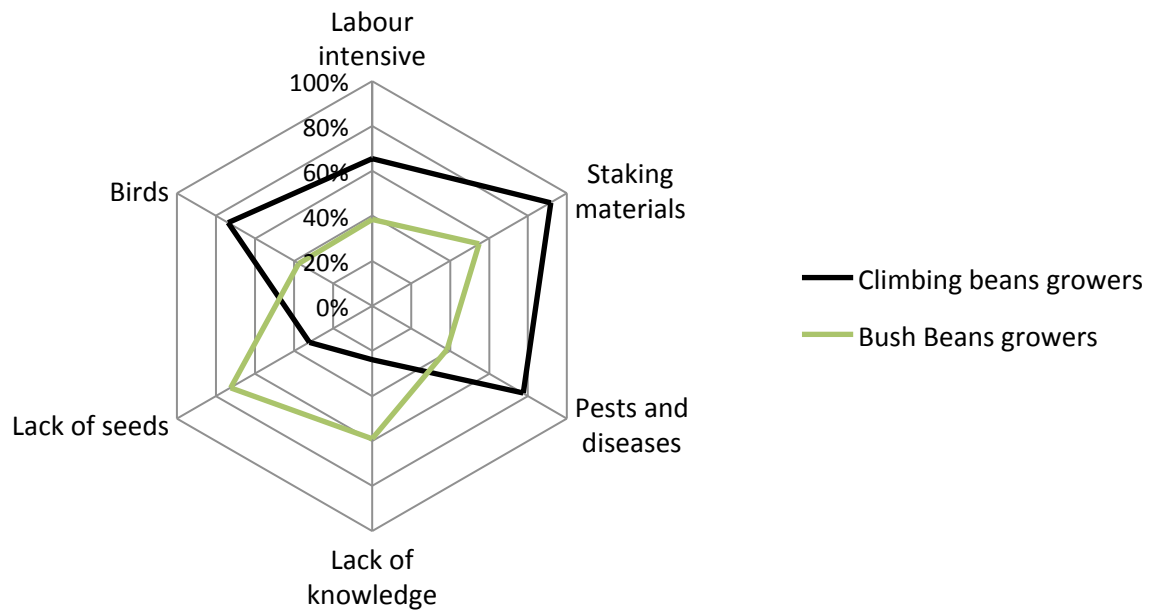 Labour
intensive
100%
80%
60%
40%
20%
0%
Staking
materials
Pests and
diseases
Lack of
knowledge
Lack of seeds
Birds
Climbing beans growers
Bush Beans growers